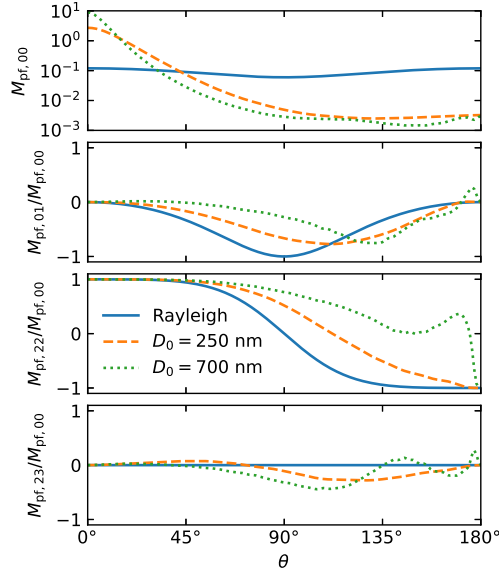 10¹
10⁰
10⁻¹
10⁻²
10⁻³
M_pf,00
1
0
−1
M_pf,01/M_pf,00
1
0
−1
M_pf,22/M_pf,00
Rayleigh
D₀ = 250 nm
D₀ = 700 nm
1
0
−1
M_pf,23/M_pf,00
0° 45° 90° 135° 180°
θ